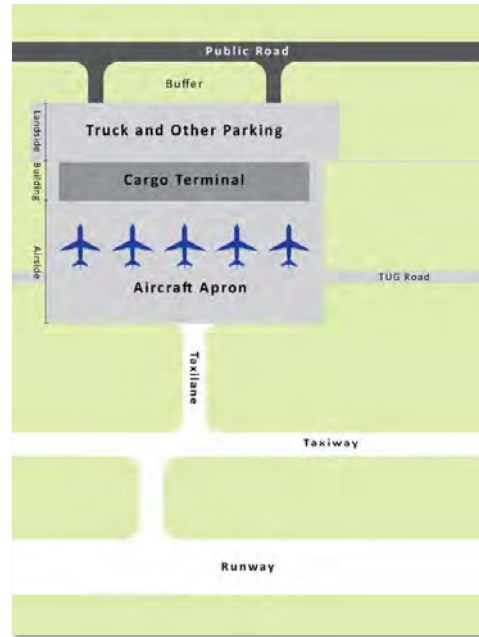 Public Road
Buffer
Landside
Truck and Other Parking
Building
Cargo Terminal
Airside
TUG Road
Aircraft Apron
Taxilane
Taxiway
Runway